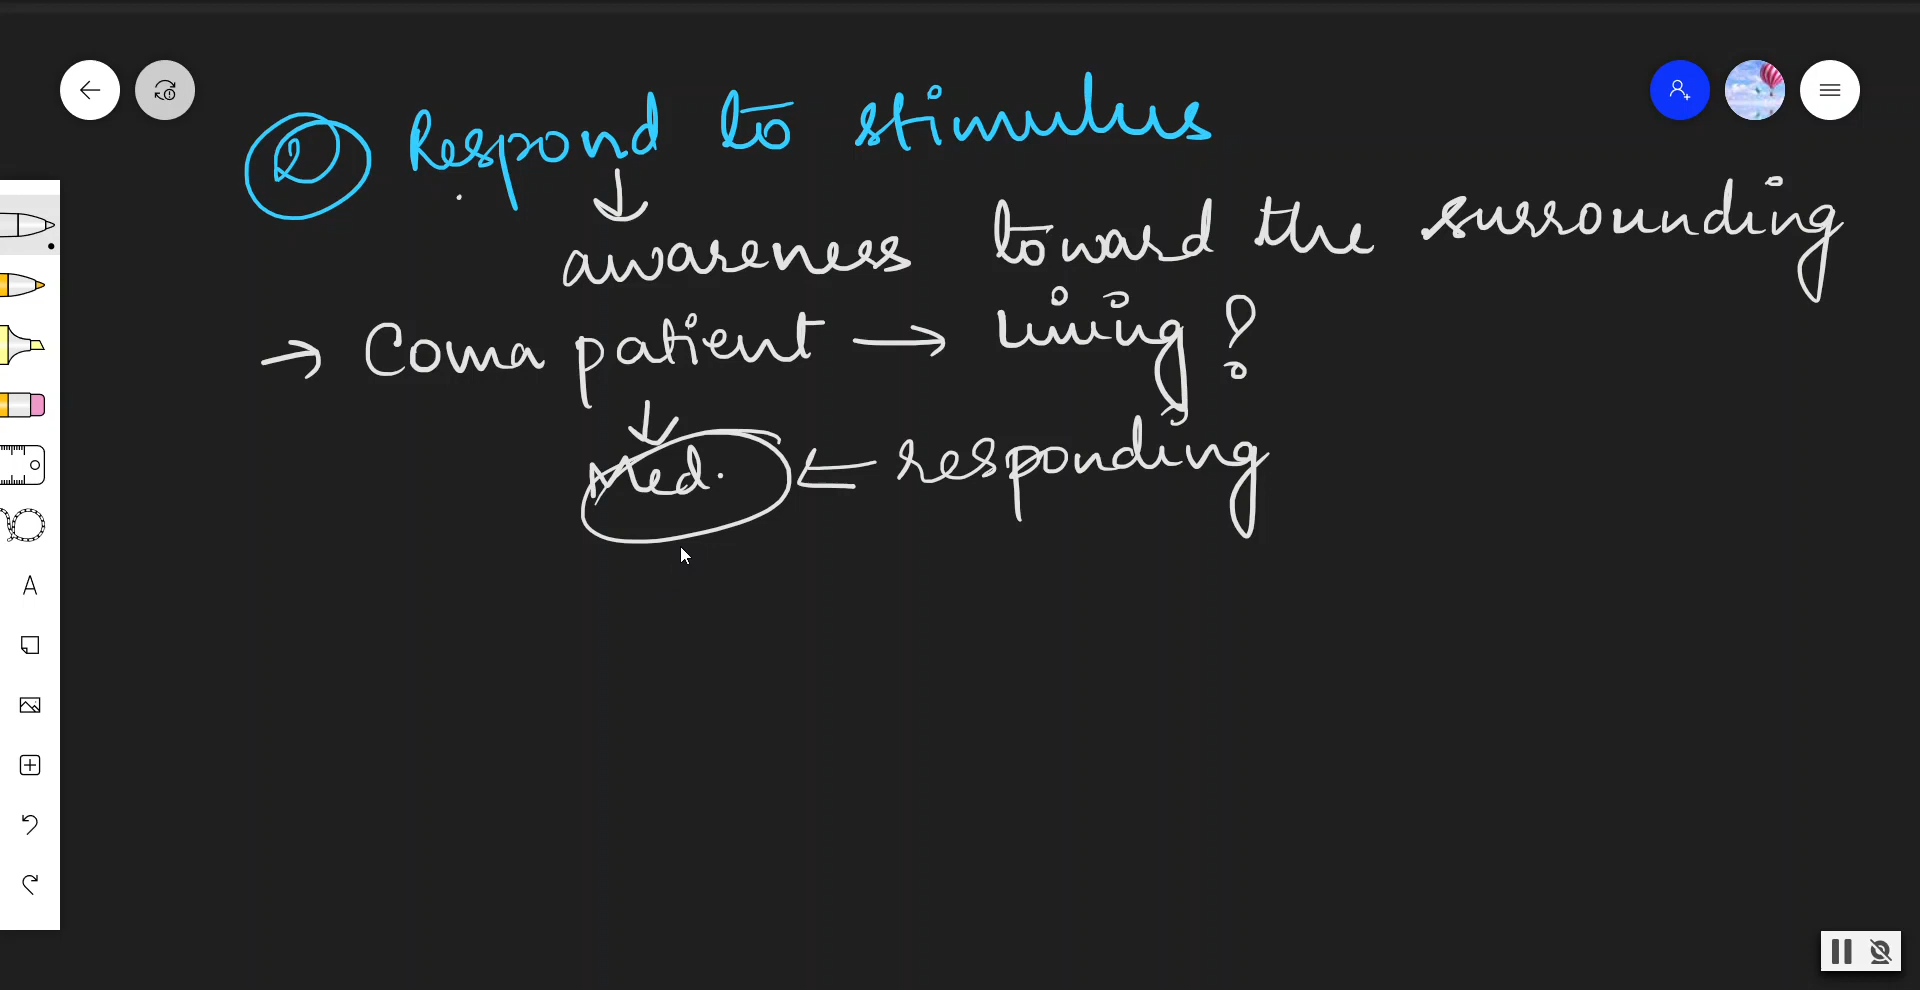 ② Respond to stimulus
↓
awareness toward the surrounding
→ Coma patient → living ?
↓
Med. ← responding
A